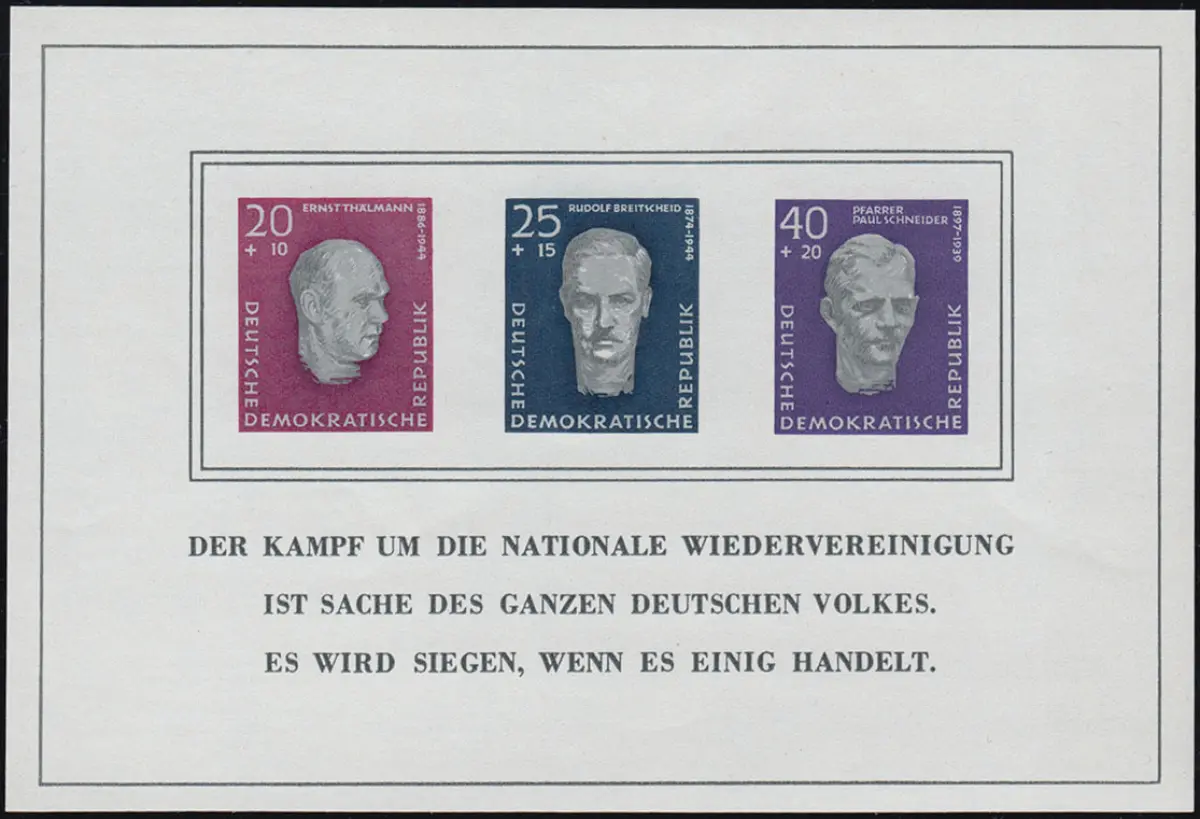 20
+ 10
ERNST THÄLMANN
1886-1944
DEUTSCHE
DEMOKRATISCHE
REPUBLIK
25
+ 15
RUDOLF BREITSCHEID
1874-1944
DEUTSCHE
DEMOKRATISCHE
REPUBLIK
40
+ 20
PFARRER
PAUL SCHNEIDER
1897-1939
DEUTSCHE
DEMOKRATISCHE
REPUBLIK
DER KAMPF UM DIE NATIONALE WIEDERVEREINIGUNG
IST SACHE DES GANZEN DEUTSCHEN VOLKES.
ES WIRD SIEGEN, WENN ES EINIG HANDELT.